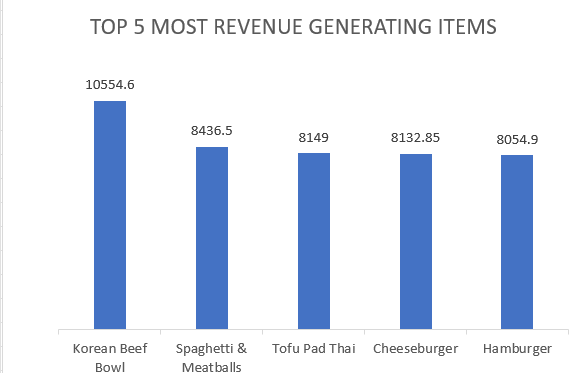 TOP 5 MOST REVENUE GENERATING ITEMS
10554.6
8436.5
8149
8132.85
8054.9
Korean Beef
Bowl
Spaghetti &
Meatballs
Tofu Pad Thai
Cheeseburger
Hamburger